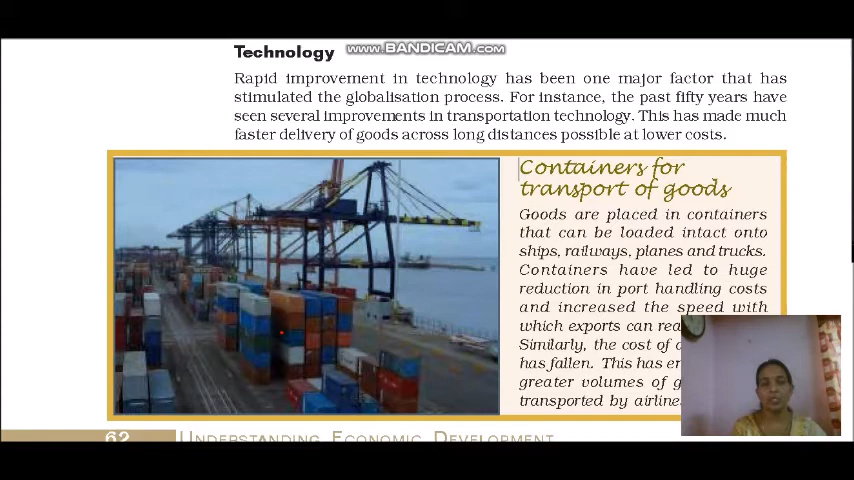 Technology
www.BANDICAM.com
Rapid improvement in technology has been one major factor that has
stimulated the globalisation process. For instance, the past fifty years have
seen several improvements in transportation technology. This has made much
faster delivery of goods across long distances possible at lower costs.
Containers for
transport of goods
Goods are placed in containers
that can be loaded intact onto
ships, railways, planes and trucks.
Containers have led to huge
reduction in port handling costs
and increased the speed with
which exports can
Similarly, the cost of
has fallen. This has
greater volumes of
transported by
62 UNDERSTANDING ECONOMIC DEVELOPMENT